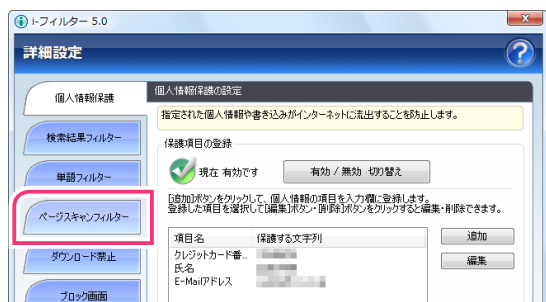 i-フィルター 5.0
詳細設定
?
個人情報保護
検索結果フィルター
単語フィルター
ページスキャンフィルター
ダウンロード禁止
ブロック画面
個人情報保護の設定
指定された個人情報や書き込みがインターネットに流出することを防止します。
保護項目の登録
現在 有効です
有効 / 無効 切り替え
[追加]ボタンをクリックして、個人情報の項目を入力欄に登録します。
登録した項目を選択して[編集]ボタン・[削除]ボタンをクリックすると編集・削除できます。
項目名 保護する文字列
クレジットカード番...
氏名
E-Mailアドレス
追加
編集